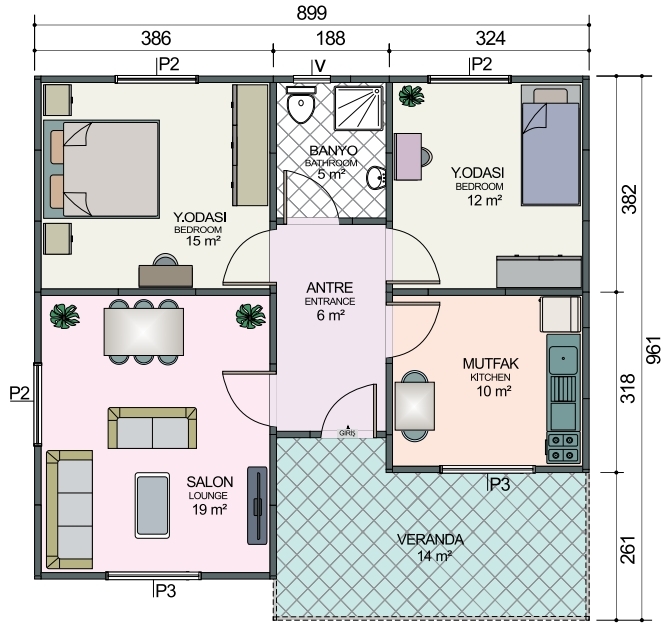 899
386 188 324
P2 V P2
BANYO
BATHROOM
5 m²
Y.ODASI
BEDROOM
12 m²
382
Y.ODASI
BEDROOM
15 m²
ANTRE
ENTRANCE
6 m²
961
MUTFAK
KITCHEN
10 m²
318
P2
GİRİŞ
SALON
LOUNGE
19 m²
P3
VERANDA
14 m²
261
P3